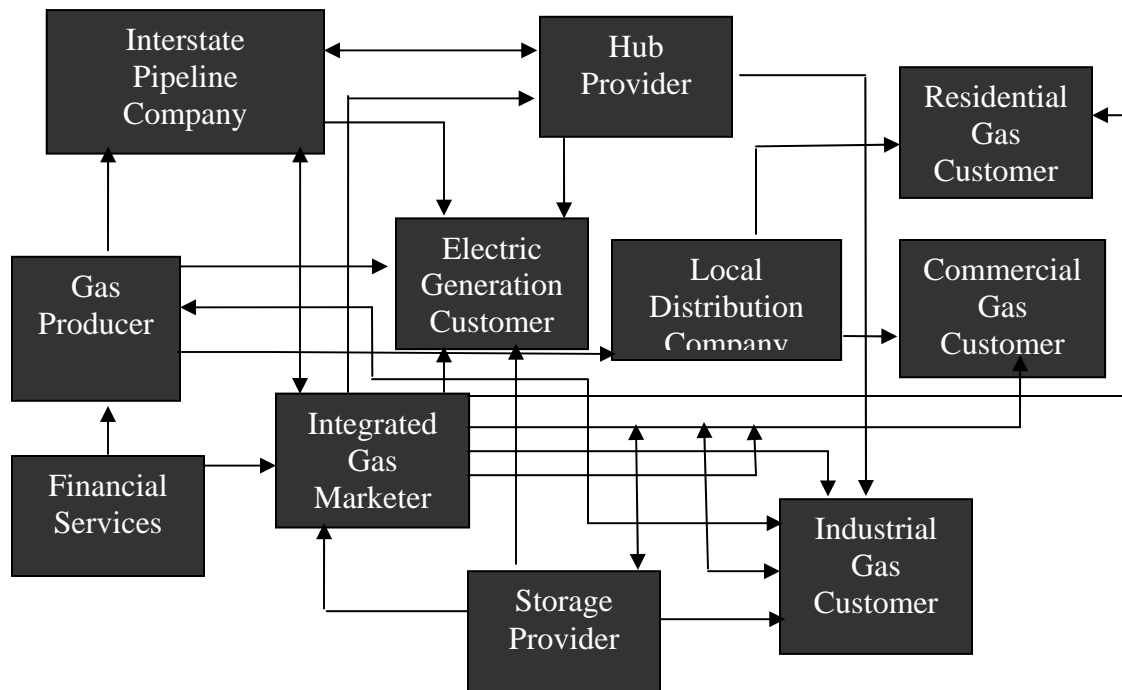 Interstate
Pipeline
Company
Hub
Provider
Residential
Gas
Customer
Gas
Producer
Electric
Generation
Customer
Local
Distribution
Company
Commercial
Gas
Customer
Financial
Services
Integrated
Gas
Marketer
Storage
Provider
Industrial
Gas
Customer